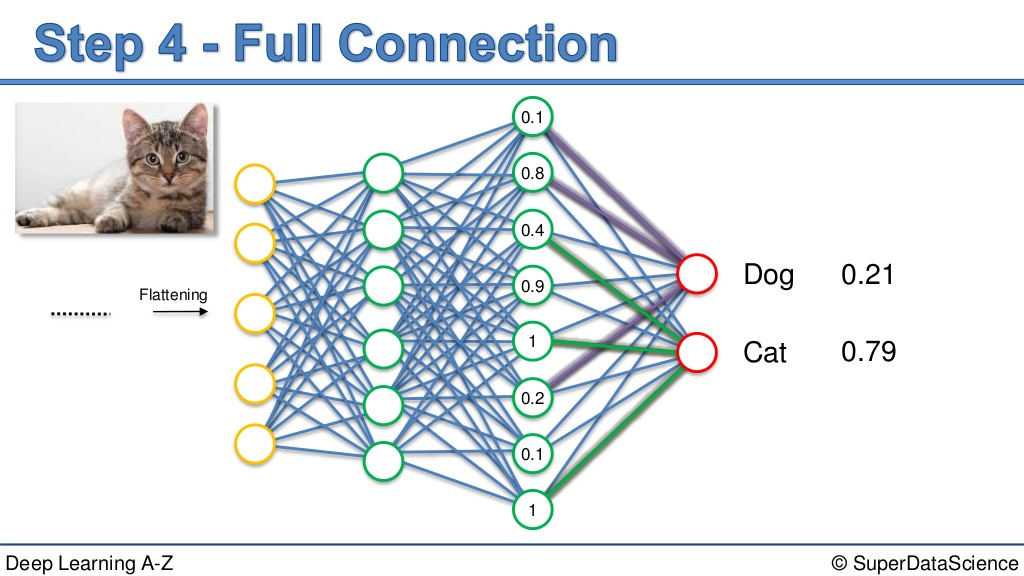 Step 4 - Full Connection
Flattening
0.1
0.8
0.4
0.9
1
0.2
0.1
1
Dog 0.21
Cat 0.79
Deep Learning A-Z
© SuperDataScience